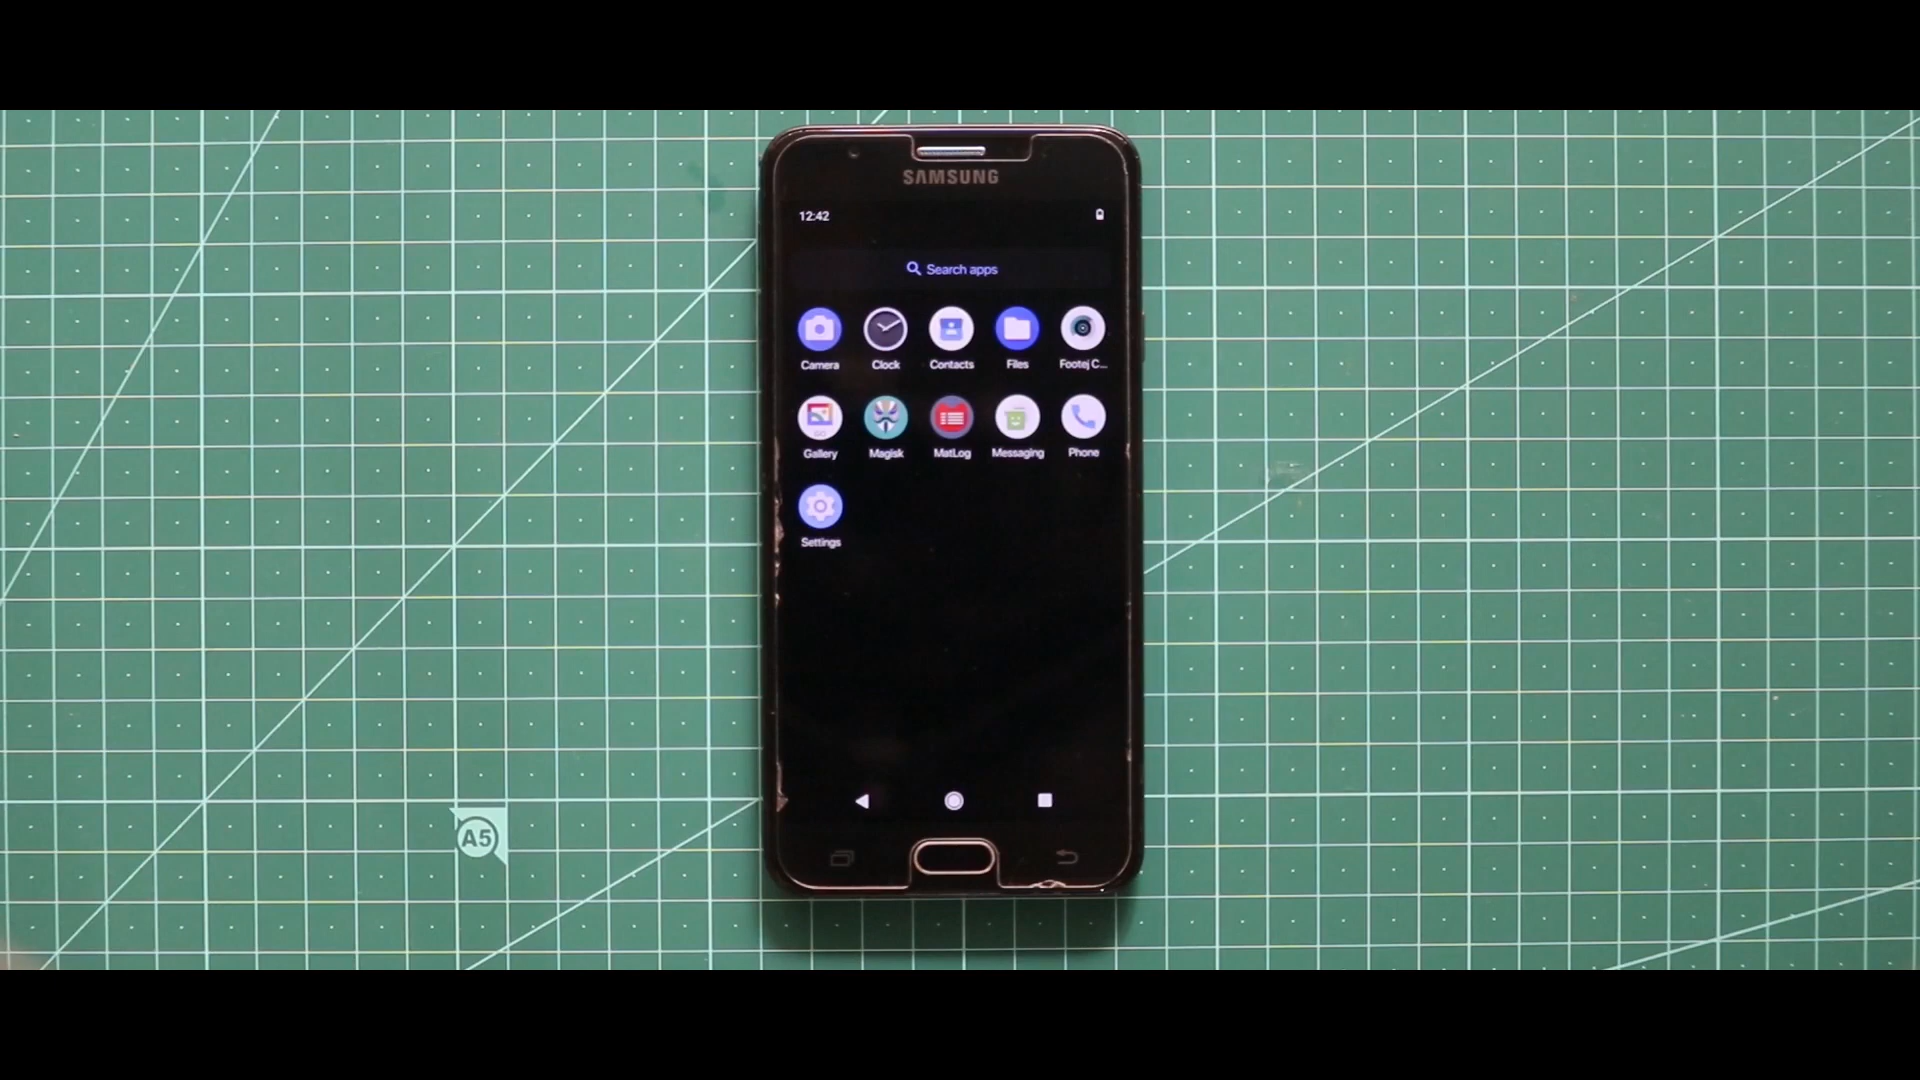 SAMSUNG
12:42
Search apps
Camera Clock Contacts Files Footej C...
Gallery Magisk MatLog Messaging Phone
Settings
A5